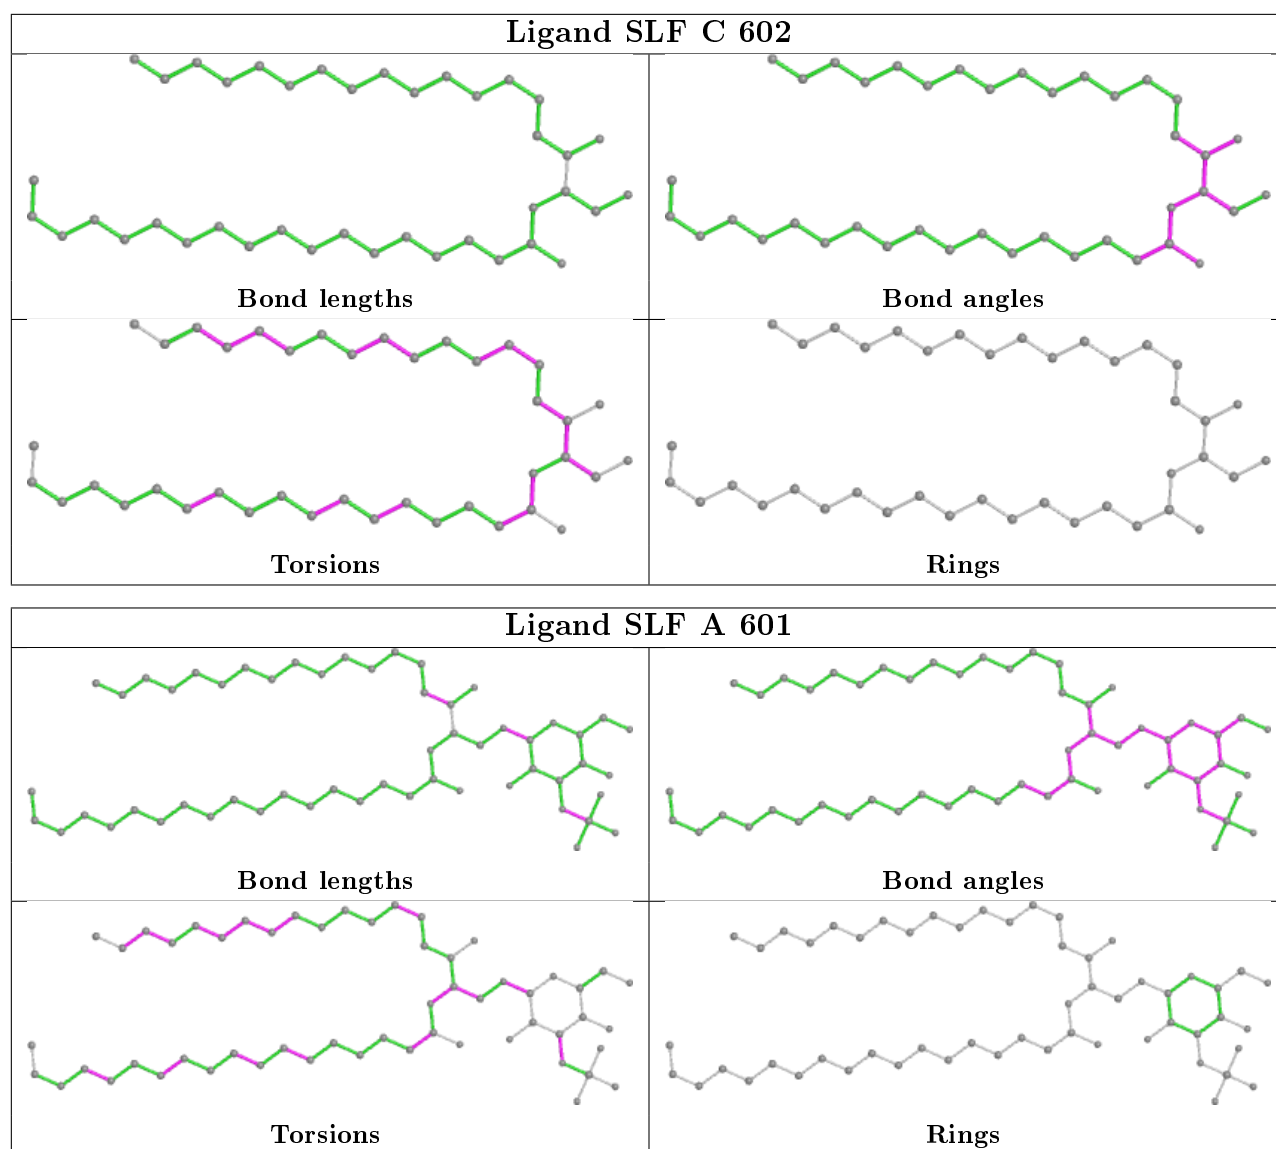 Ligand SLF C 602
Bond lengths
Bond angles
Torsions
Rings
Ligand SLF A 601
Bond lengths
Bond angles
Torsions
Rings